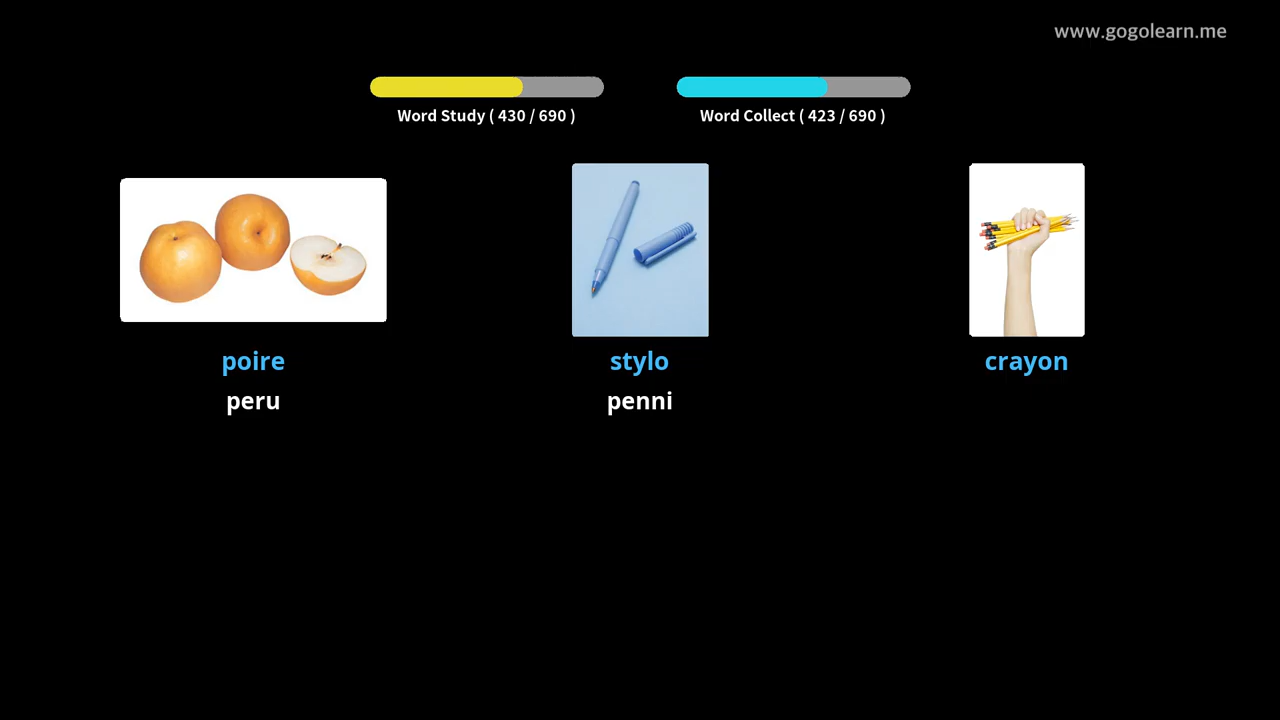 www.gogolearn.me
Word Study ( 430 / 690 )
Word Collect ( 423 / 690 )
poire
stylo
crayon
peru
penni